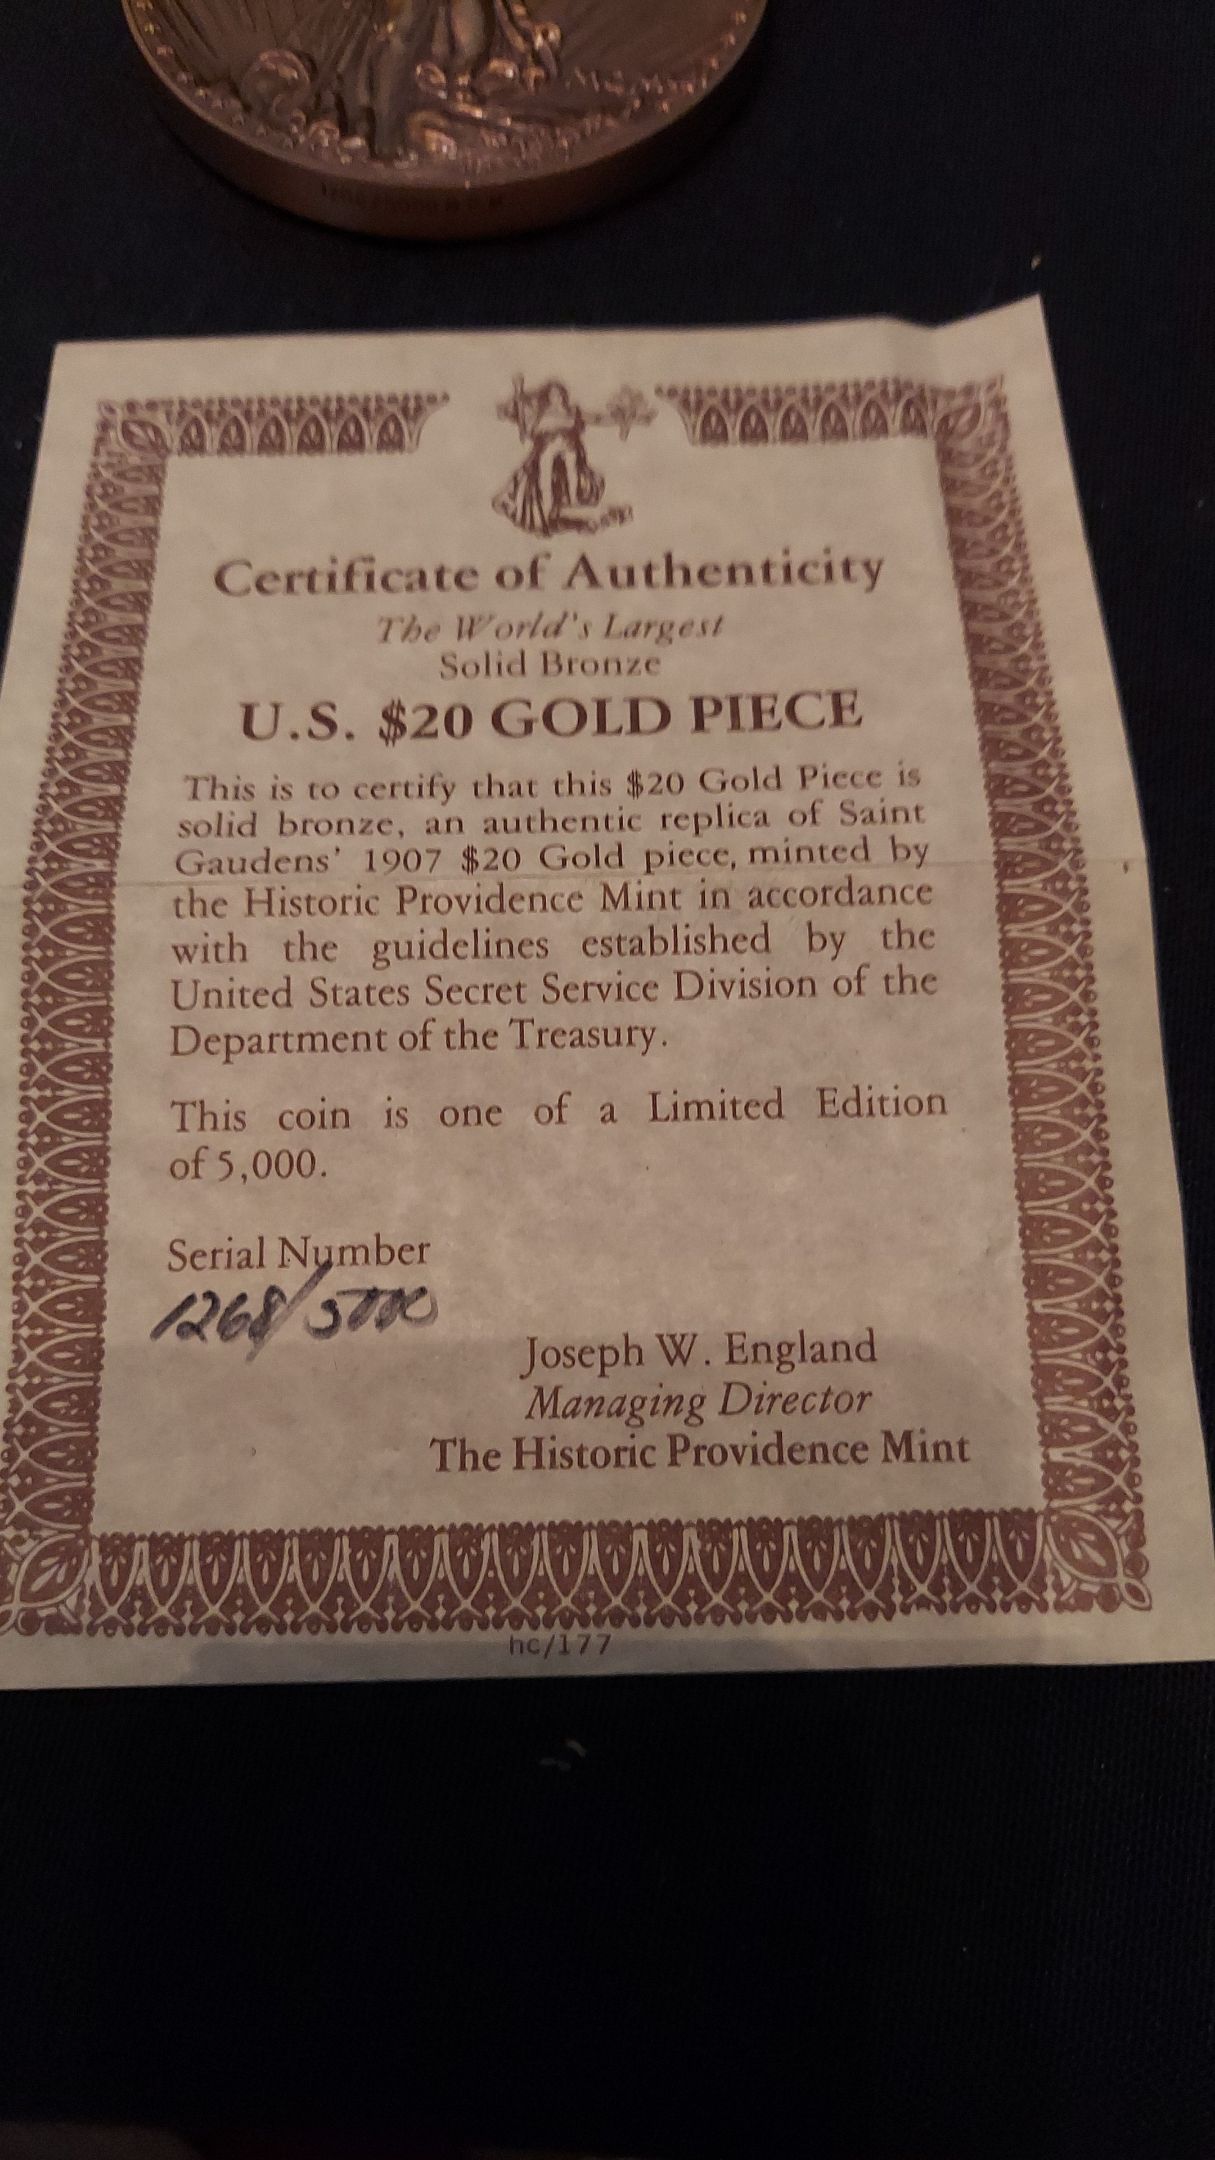 Certificate of Authenticity
The World's Largest
Solid Bronze
U.S. $20 GOLD PIECE
This is to certify that this $20 Gold Piece is
solid bronze, an authentic replica of Saint
Gaudens' 1907 $20 Gold piece, minted by
the Historic Providence Mint in accordance
with the guidelines established by the
United States Secret Service Division of the
Department of the Treasury.
This coin is one of a Limited Edition
of 5,000.
Serial Number
1268/5000
Joseph W. England
Managing Director
The Historic Providence Mint
hc/177